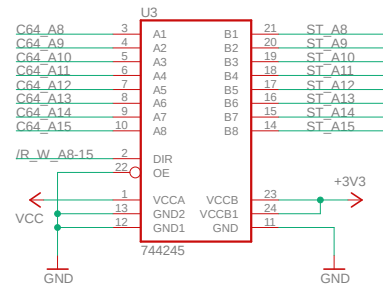 U3
C64_A8 3 A1 B1 21 ST_A8
C64_A9 4 A2 B2 20 ST_A9
C64_A10 5 A3 B3 19 ST_A10
C64_A11 6 A4 B4 18 ST_A11
C64_A12 7 A5 B5 17 ST_A12
C64_A13 8 A6 B6 16 ST_A13
C64_A14 9 A7 B7 15 ST_A14
C64_A15 10 A8 B8 14 ST_A15
/R_W_A8-15 2 DIR
22 OE
+3V3
1 VCCA VCCB 23
VCC 13 GND2 VCCB1 24
12 GND1 GND 11
744245
GND GND